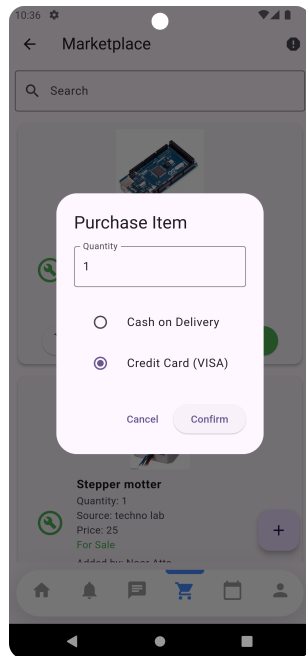 10:36
Marketplace
Search
Purchase Item
Quantity
1
Cash on Delivery
Credit Card (VISA)
Cancel
Confirm
Stepper motter
Quantity: 1
Source: techno lab
Price: 25
For Sale